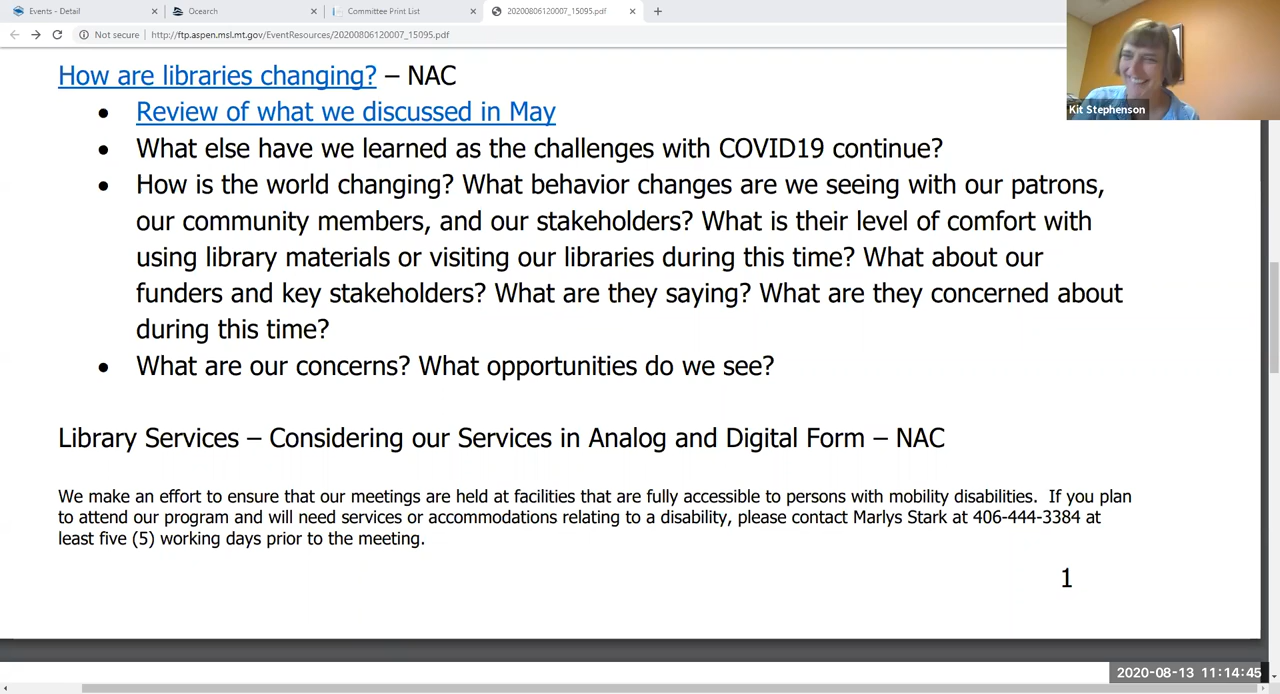 Events - Detail
Ocearch
Committee Print List
20200806120007_15095.pdf
Not secure | http://ftp.aspen.msl.mt.gov/EventResources/20200806120007_15095.pdf
Kit Stephenson
How are libraries changing? – NAC
• Review of what we discussed in May
• What else have we learned as the challenges with COVID19 continue?
• How is the world changing? What behavior changes are we seeing with our patrons,
our community members, and our stakeholders? What is their level of comfort with
using library materials or visiting our libraries during this time? What about our
funders and key stakeholders? What are they saying? What are they concerned about
during this time?
• What are our concerns? What opportunities do we see?
Library Services – Considering our Services in Analog and Digital Form – NAC
We make an effort to ensure that our meetings are held at facilities that are fully accessible to persons with mobility disabilities. If you plan
to attend our program and will need services or accommodations relating to a disability, please contact Marlys Stark at 406-444-3384 at
least five (5) working days prior to the meeting.
1
2020-08-13 11:14:45